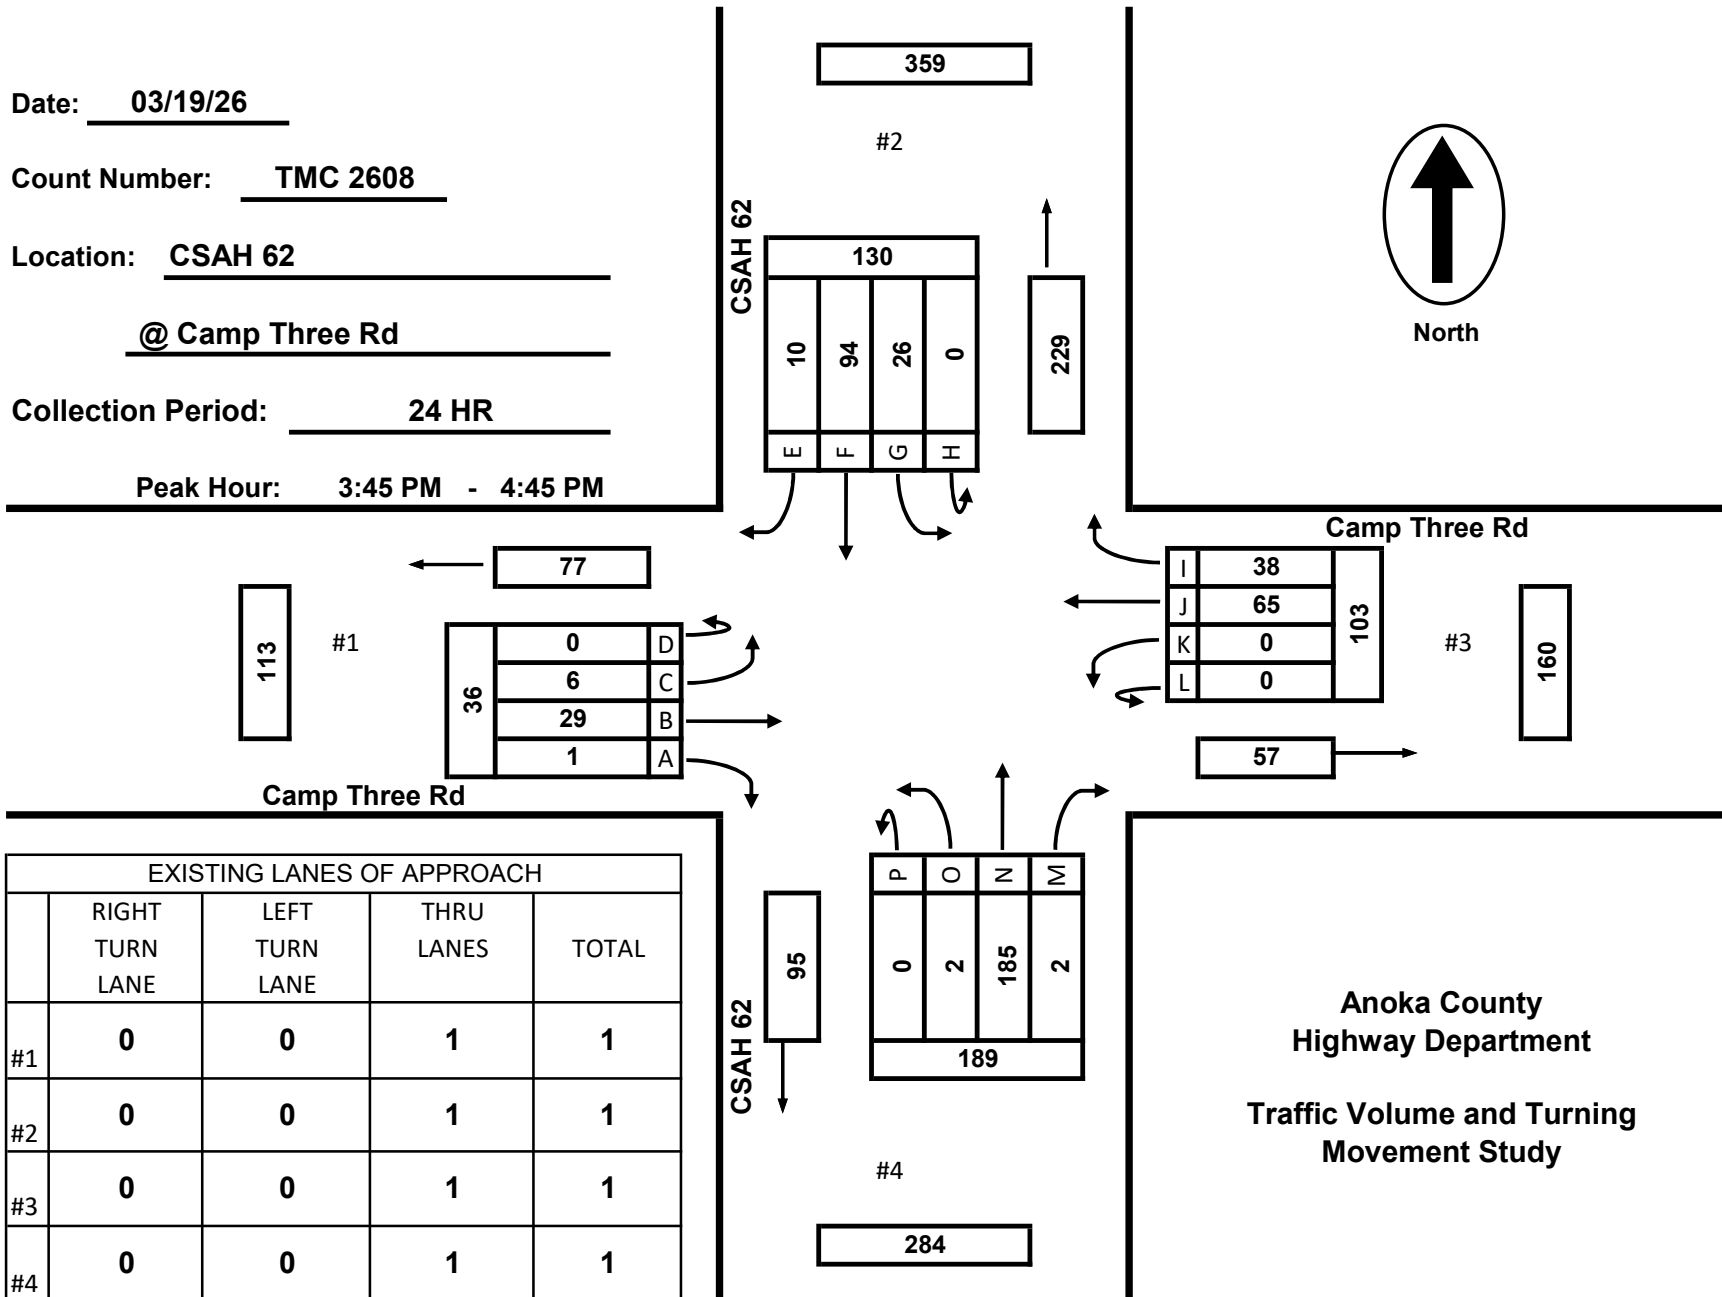 Date: 03/19/26
Count Number: TMC 2608
Location: CSAH 62
@ Camp Three Rd
Collection Period: 24 HR
Peak Hour: 3:45 PM - 4:45 PM
359
#2
CSAH 62
130
10 94 26 0
E F G H
229
North
Camp Three Rd
77
113
#1
36
0 D
6 C
29 B
1 A
Camp Three Rd
I 38
J 65
K 0
L 0
103
#3
160
57
P O N M
0 2 185 2
189
95
CSAH 62
#4
284
EXISTING LANES OF APPROACH
RIGHT TURN LANE
LEFT TURN LANE
THRU LANES
TOTAL
#1 0 0 1 1
#2 0 0 1 1
#3 0 0 1 1
#4 0 0 1 1
Anoka County
Highway Department
Traffic Volume and Turning
Movement Study